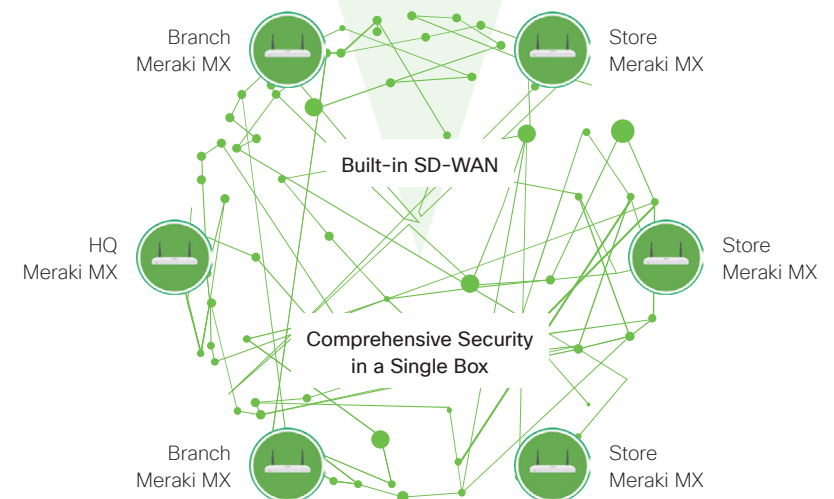 Branch
Meraki MX
Store
Meraki MX
Built-in SD-WAN
HQ
Meraki MX
Store
Meraki MX
Comprehensive Security
in a Single Box
Branch
Meraki MX
Store
Meraki MX